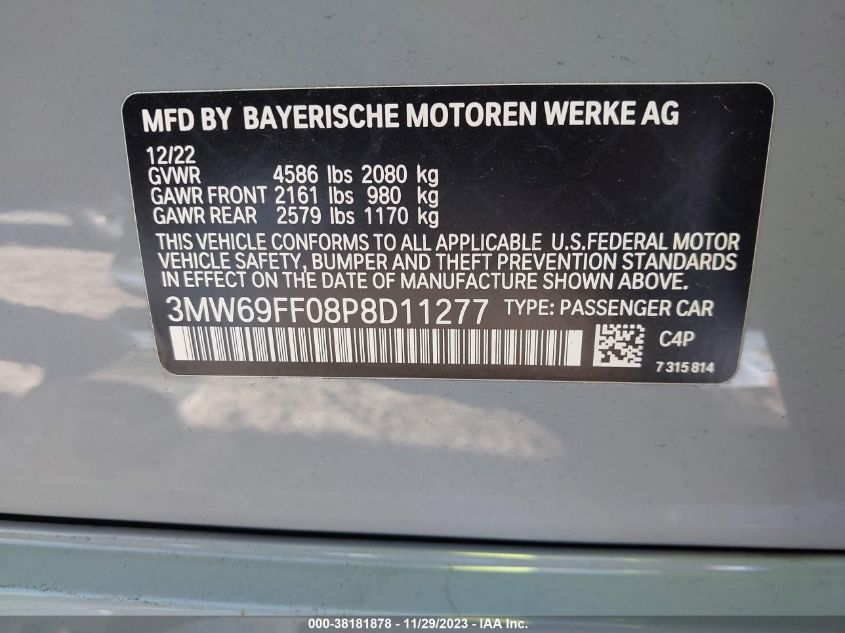 MFD BY BAYERISCHE MOTOREN WERKE AG
12/22
GVWR 4586 lbs 2080 kg
GAWR FRONT 2161 lbs 980 kg
GAWR REAR 2579 lbs 1170 kg
THIS VEHICLE CONFORMS TO ALL APPLICABLE U.S.FEDERAL MOTOR
VEHICLE SAFETY, BUMPER AND THEFT PREVENTION STANDARDS
IN EFFECT ON THE DATE OF MANUFACTURE SHOWN ABOVE.
3MW69FF08P8D11277 TYPE: PASSENGER CAR
C4P
7 315 814
000-38181878 - 11/29/2023 - IAA Inc.